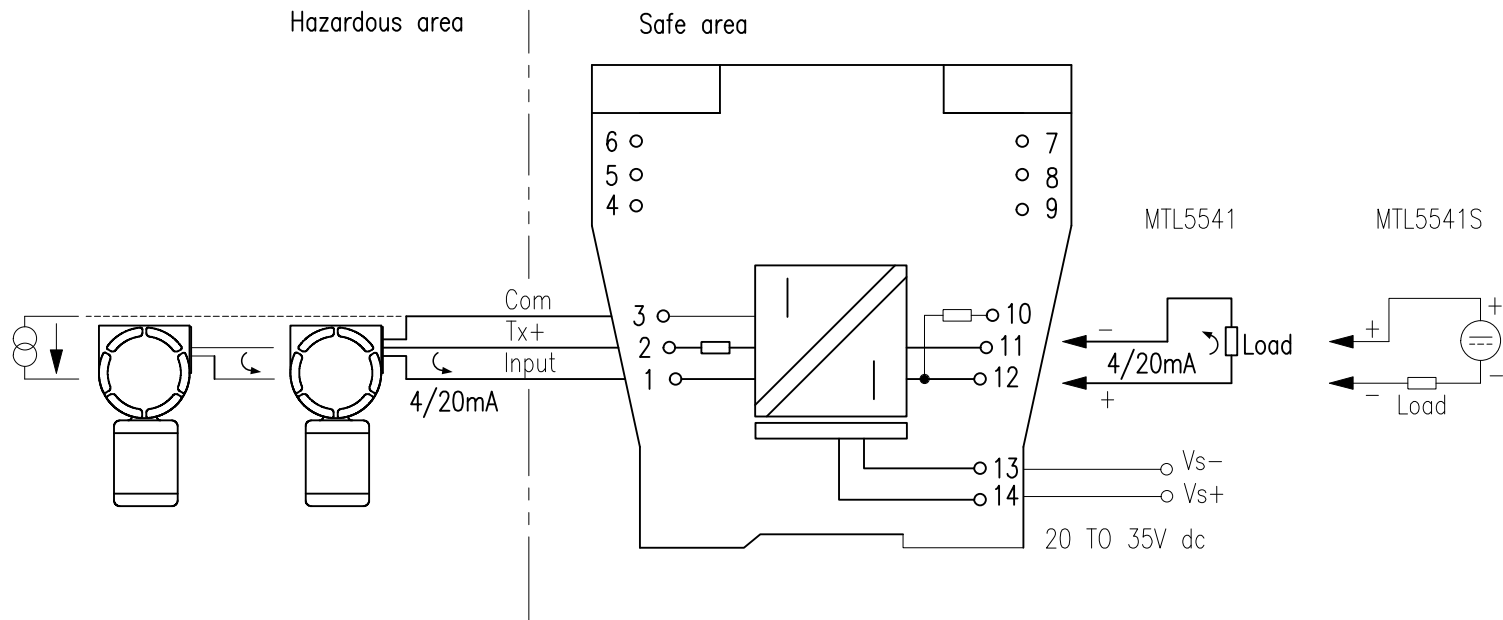 Hazardous area
Safe area
6
5
4
7
8
9
MTL5541
MTL5541S
Com
Tx+
Input
4/20mA
3
2
1
10
11
12
−
4/20mA
+
Load
+
+
−
−
Load
13
14
Vs−
Vs+
20 TO 35V dc